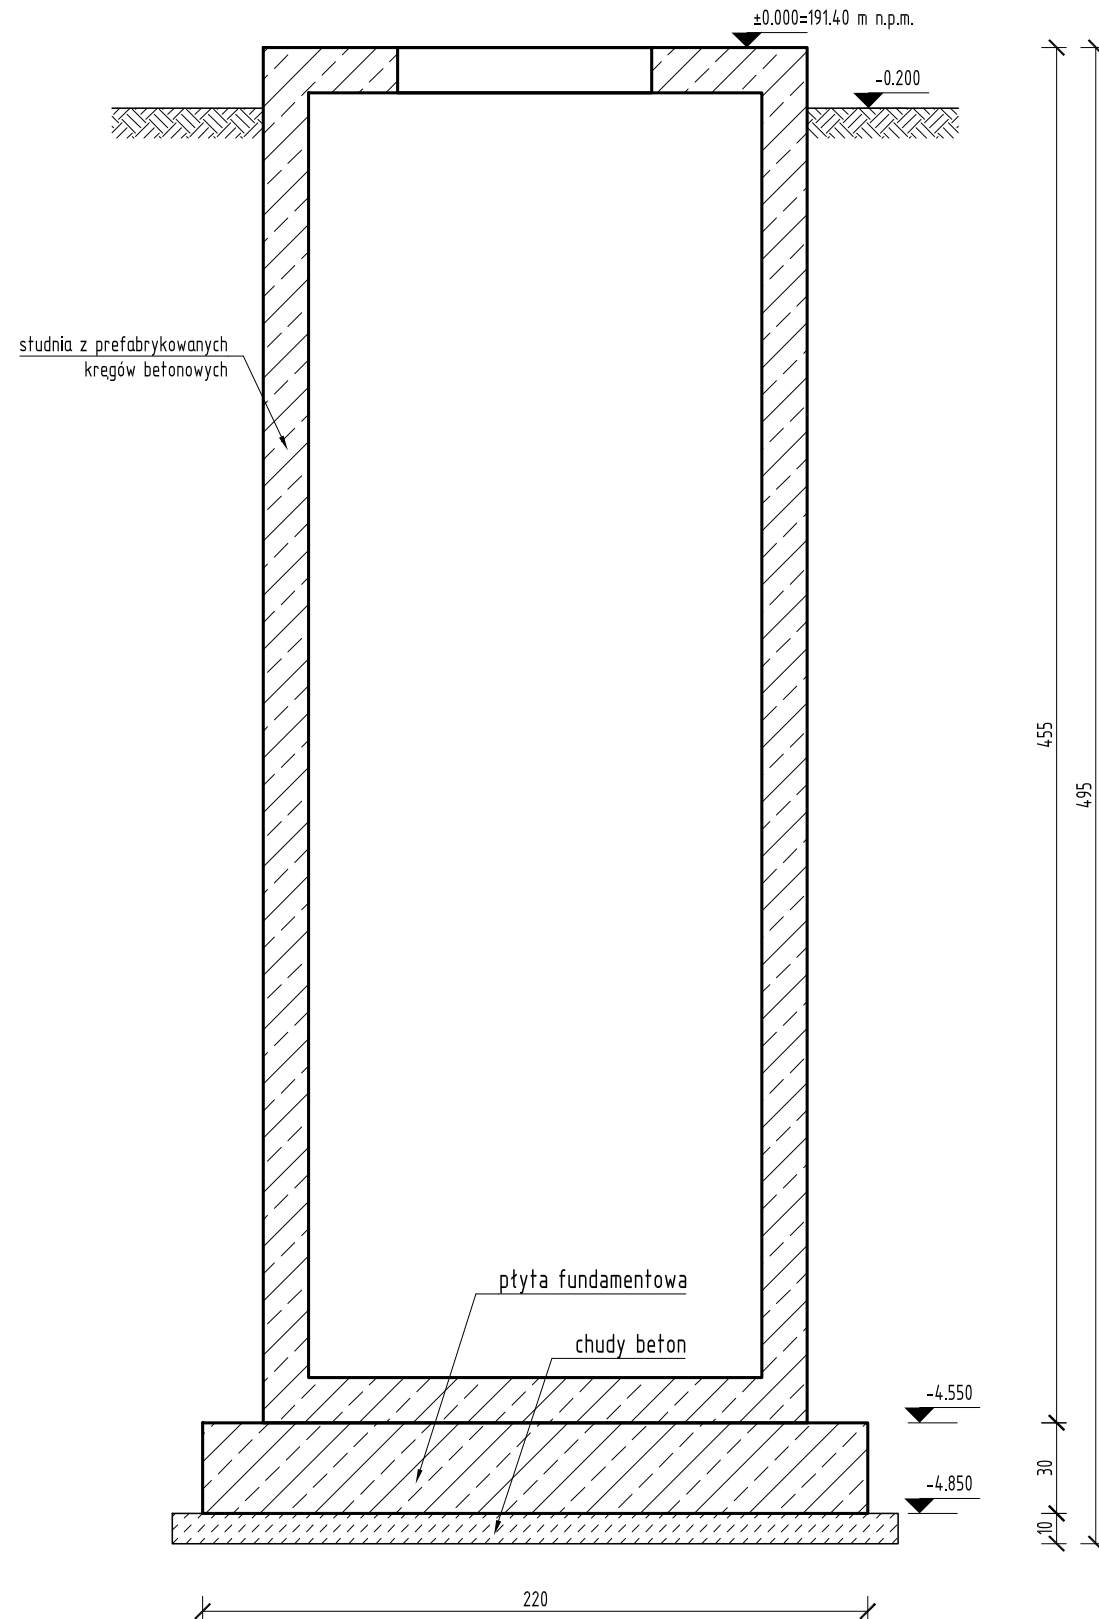 ±0.000=191.40 m n.p.m.
-0.200
studnia z prefabrykowanych
kręgów betonowych
455
495
płyta fundamentowa
chudy beton
-4.550
30
-4.850
10
220